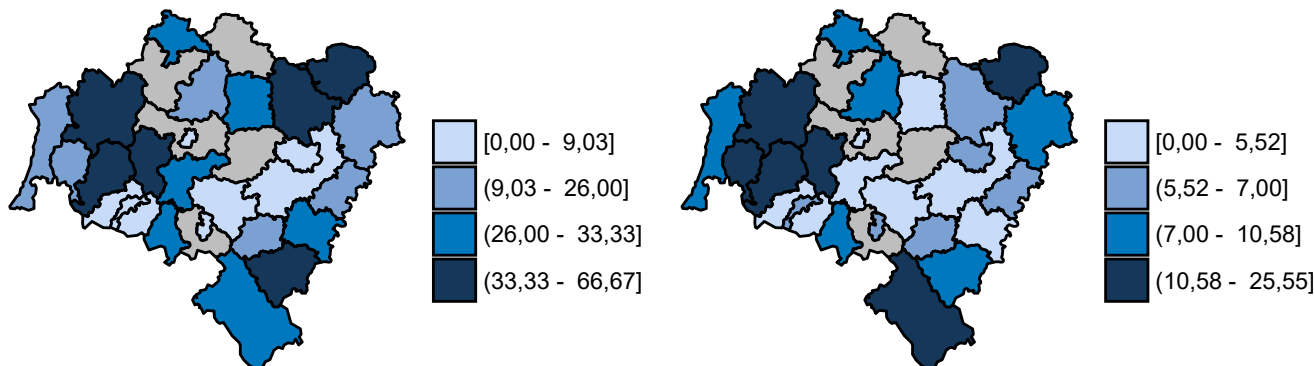 [0,00 -  9,03]
(9,03 -  26,00]
(26,00 -  33,33]
(33,33 -  66,67]
[0,00 -  5,52]
(5,52 -  7,00]
(7,00 -  10,58]
(10,58 -  25,55]